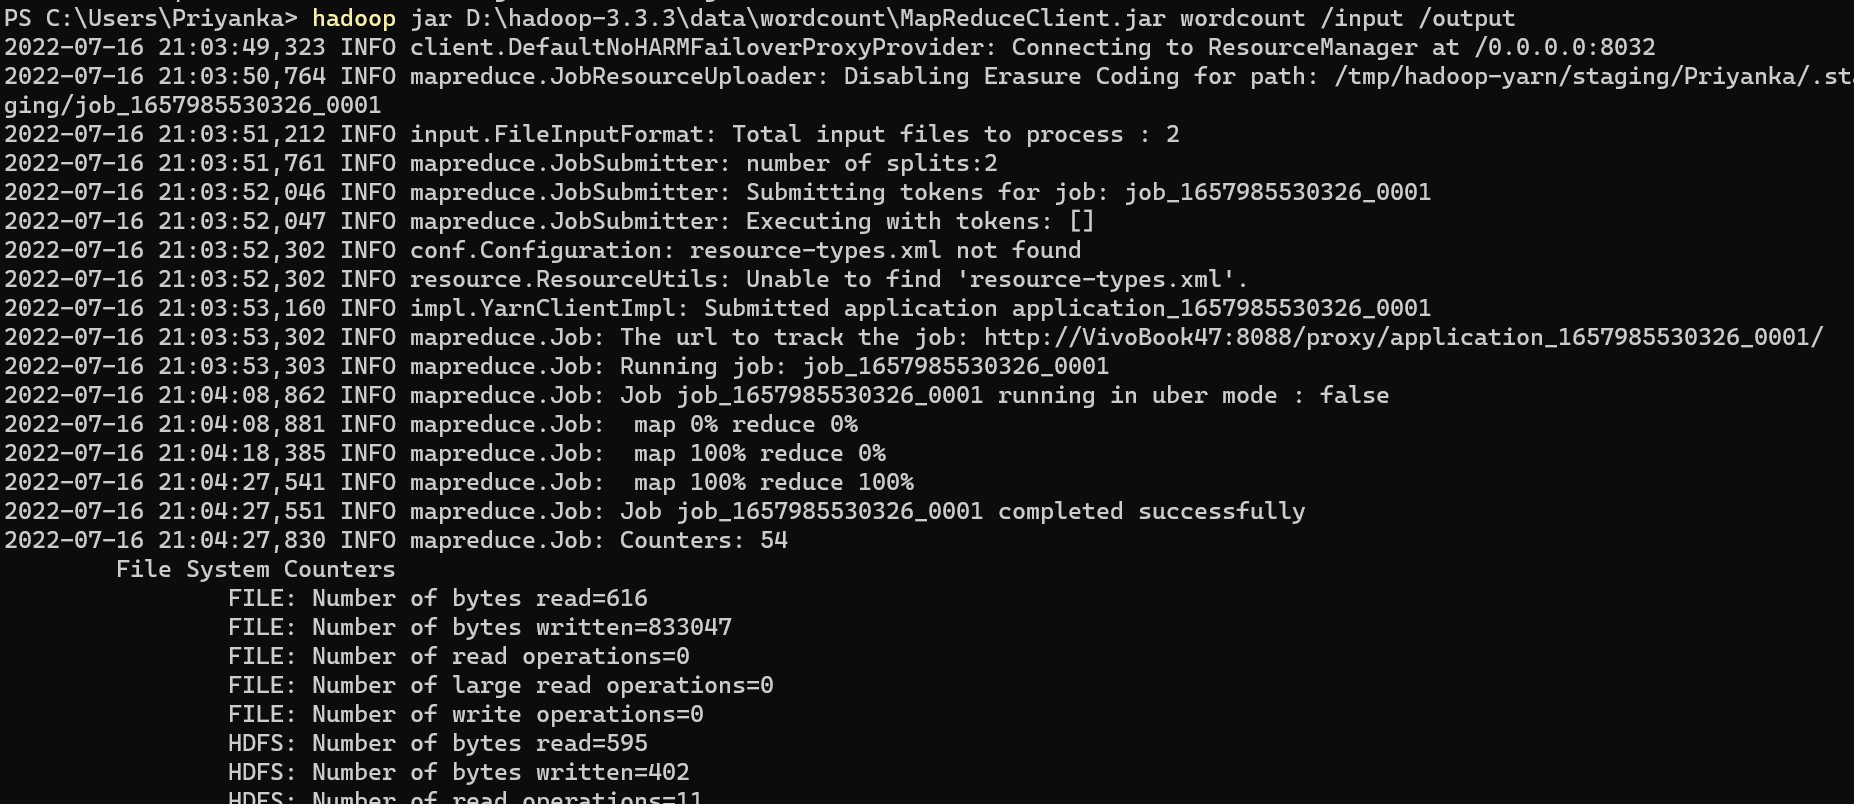 PS C:\Users\Priyanka> hadoop jar D:\hadoop-3.3.3\data\wordcount\MapReduceClient.jar wordcount /input /output
2022-07-16 21:03:49,323 INFO client.DefaultNoHARMFailoverProxyProvider: Connecting to ResourceManager at /0.0.0.0:8032
2022-07-16 21:03:50,764 INFO mapreduce.JobResourceUploader: Disabling Erasure Coding for path: /tmp/hadoop-yarn/staging/Priyanka/.sta
ging/job_1657985530326_0001
2022-07-16 21:03:51,212 INFO input.FileInputFormat: Total input files to process : 2
2022-07-16 21:03:51,761 INFO mapreduce.JobSubmitter: number of splits:2
2022-07-16 21:03:52,046 INFO mapreduce.JobSubmitter: Submitting tokens for job: job_1657985530326_0001
2022-07-16 21:03:52,047 INFO mapreduce.JobSubmitter: Executing with tokens: []
2022-07-16 21:03:52,302 INFO conf.Configuration: resource-types.xml not found
2022-07-16 21:03:52,302 INFO resource.ResourceUtils: Unable to find 'resource-types.xml'.
2022-07-16 21:03:53,160 INFO impl.YarnClientImpl: Submitted application application_1657985530326_0001
2022-07-16 21:03:53,302 INFO mapreduce.Job: The url to track the job: http://VivoBook47:8088/proxy/application_1657985530326_0001/
2022-07-16 21:03:53,303 INFO mapreduce.Job: Running job: job_1657985530326_0001
2022-07-16 21:04:08,862 INFO mapreduce.Job: Job job_1657985530326_0001 running in uber mode : false
2022-07-16 21:04:08,881 INFO mapreduce.Job:  map 0% reduce 0%
2022-07-16 21:04:18,385 INFO mapreduce.Job:  map 100% reduce 0%
2022-07-16 21:04:27,541 INFO mapreduce.Job:  map 100% reduce 100%
2022-07-16 21:04:27,551 INFO mapreduce.Job: Job job_1657985530326_0001 completed successfully
2022-07-16 21:04:27,830 INFO mapreduce.Job: Counters: 54
File System Counters
FILE: Number of bytes read=616
FILE: Number of bytes written=833047
FILE: Number of read operations=0
FILE: Number of large read operations=0
FILE: Number of write operations=0
HDFS: Number of bytes read=595
HDFS: Number of bytes written=402
HDFS: Number of read operations=11